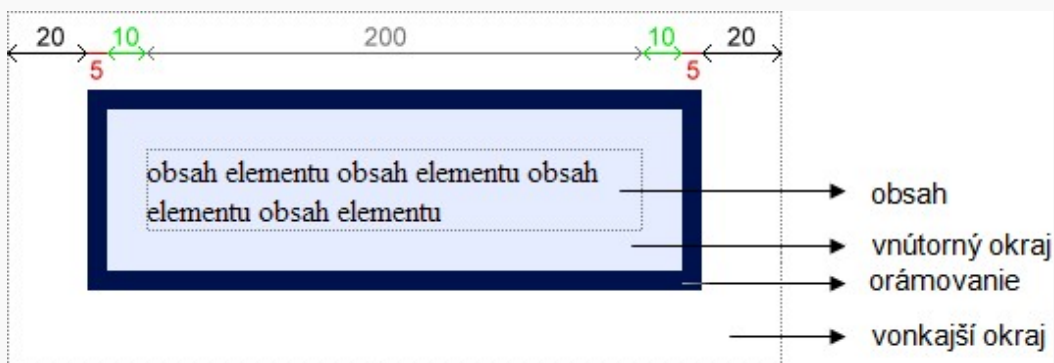 20 10 200 10 20
5 5
obsah elementu obsah elementu obsah
elementu obsah elementu
obsah
vnútorný okraj
orámovanie
vonkajší okraj